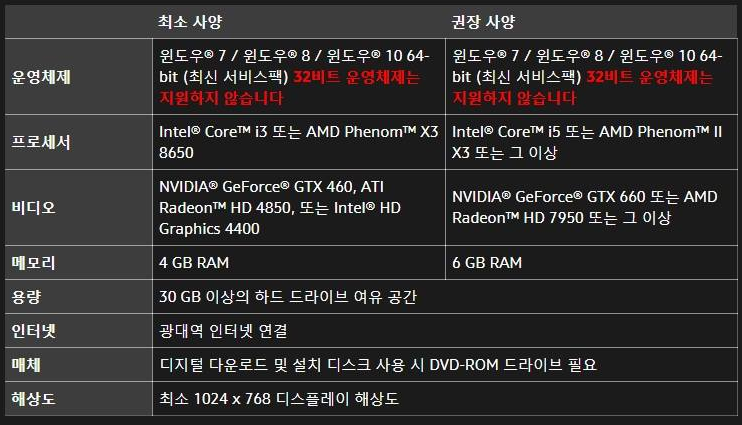 최소 사양
권장 사양
운영체제
윈도우® 7 / 윈도우® 8 / 윈도우® 10 64-
bit (최신 서비스팩) 32비트 운영체제는
지원하지 않습니다
윈도우® 7 / 윈도우® 8 / 윈도우® 10 64-
bit (최신 서비스팩) 32비트 운영체제는
지원하지 않습니다
프로세서
Intel® Core™ i3 또는 AMD Phenom™ X3
8650
Intel® Core™ i5 또는 AMD Phenom™ II
X3 또는 그 이상
비디오
NVIDIA® GeForce® GTX 460, ATI
Radeon™ HD 4850, 또는 Intel® HD
Graphics 4400
NVIDIA® GeForce® GTX 660 또는 AMD
Radeon™ HD 7950 또는 그 이상
메모리
4 GB RAM
6 GB RAM
용량
30 GB 이상의 하드 드라이브 여유 공간
인터넷
광대역 인터넷 연결
매체
디지털 다운로드 및 설치 디스크 사용 시 DVD-ROM 드라이브 필요
해상도
최소 1024 x 768 디스플레이 해상도